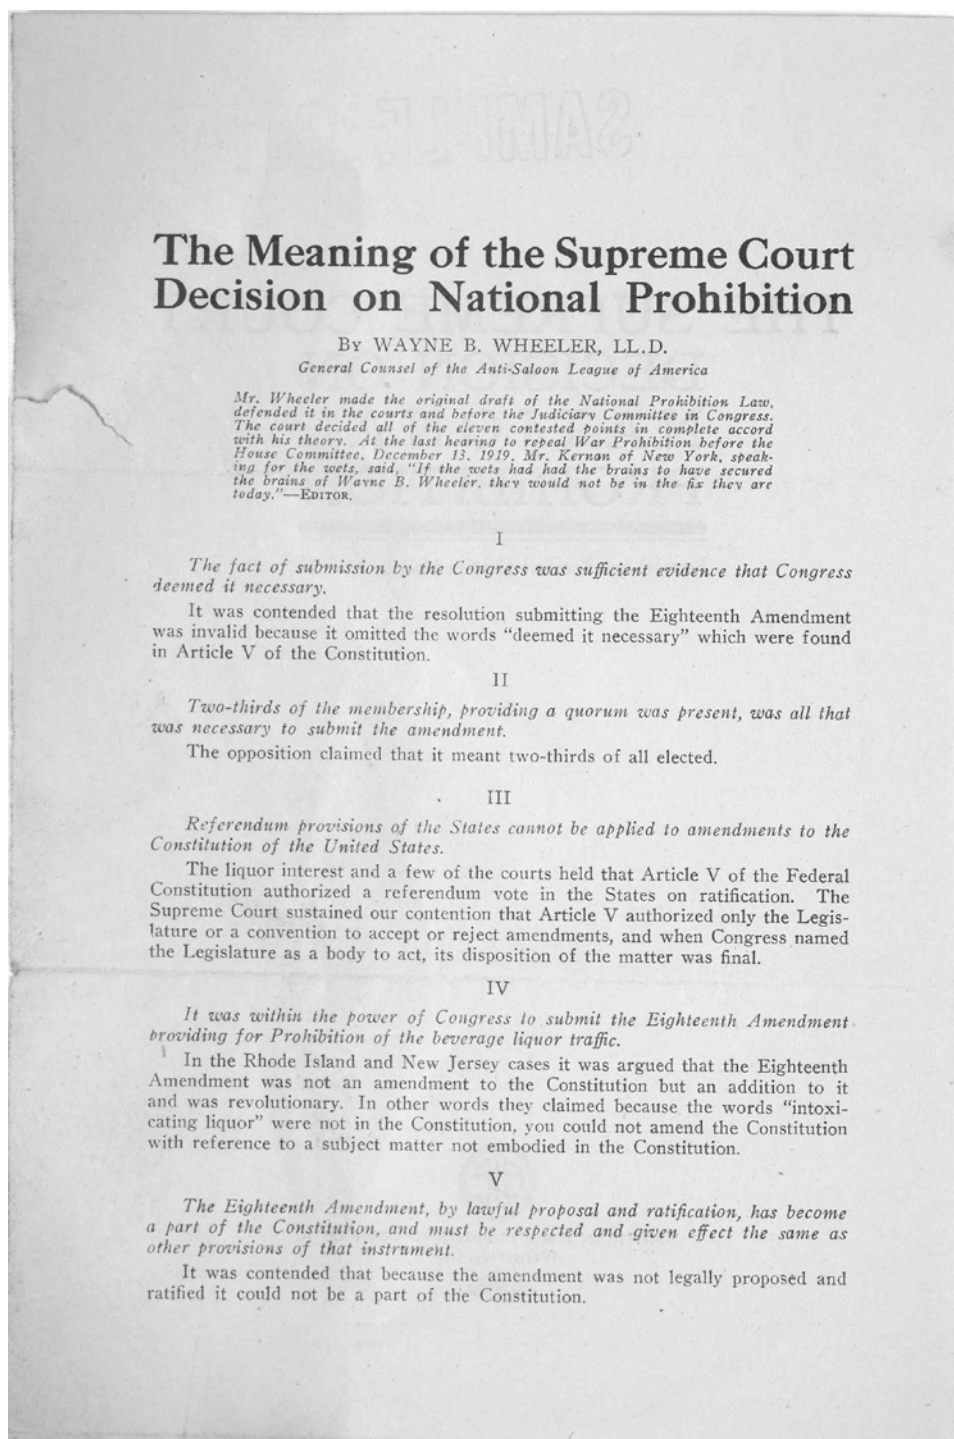 The Meaning of the Supreme Court
Decision on National Prohibition
By WAYNE B. WHEELER, LL.D.
General Counsel of the Anti-Saloon League of America
Mr. Wheeler made the original draft of the National Prohibition Law,
defended it in the courts and before the Judiciary Committee in Congress.
The court decided all of the eleven contested points in complete accord
with his theory. At the last hearing to repeal War Prohibition before the
House Committee, December 13, 1919, Mr. Kernan of New York, speak-
ing for the wets, said, "If the wets had had the brains to have secured
the brains of Wayne B. Wheeler, they would not be in the fix they are
today."—EDITOR.
I
The fact of submission by the Congress was sufficient evidence that Congress
deemed it necessary.
It was contended that the resolution submitting the Eighteenth Amendment
was invalid because it omitted the words "deemed it necessary" which were found
in Article V of the Constitution.
II
Two-thirds of the membership, providing a quorum was present, was all that
was necessary to submit the amendment.
The opposition claimed that it meant two-thirds of all elected.
III
Referendum provisions of the States cannot be applied to amendments to the
Constitution of the United States.
The liquor interest and a few of the courts held that Article V of the Federal
Constitution authorized a referendum vote in the States on ratification. The
Supreme Court sustained our contention that Article V authorized only the Legis-
lature or a convention to accept or reject amendments, and when Congress named
the Legislature as a body to act, its disposition of the matter was final.
IV
It was within the power of Congress to submit the Eighteenth Amendment
providing for Prohibition of the beverage liquor traffic.
In the Rhode Island and New Jersey cases it was argued that the Eighteenth
Amendment was not an amendment to the Constitution but an addition to it
and was revolutionary. In other words they claimed because the words "intoxi-
cating liquor" were not in the Constitution, you could not amend the Constitution
with reference to a subject matter not embodied in the Constitution.
V
The Eighteenth Amendment, by lawful proposal and ratification, has become
a part of the Constitution, and must be respected and given effect the same as
other provisions of that instrument.
It was contended that because the amendment was not legally proposed and
ratified it could not be a part of the Constitution.